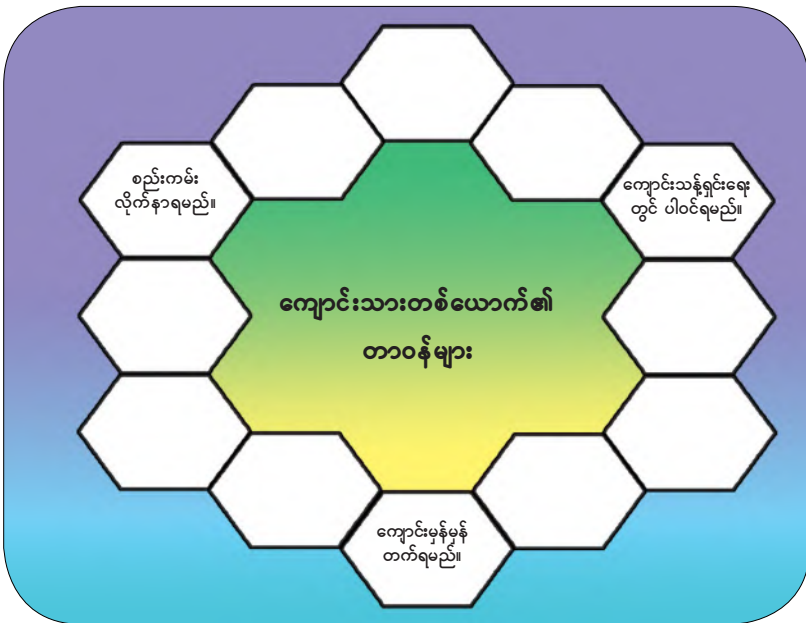 စည်းကမ်း
လိုက်နာရမည်။
ကျောင်းသန့်ရှင်းရေး
တွင် ပါဝင်ရမည်။
ကျောင်းသားတစ်ယောက်၏
တာဝန်များ
ကျောင်းမှန်မှန်
တက်ရမည်။